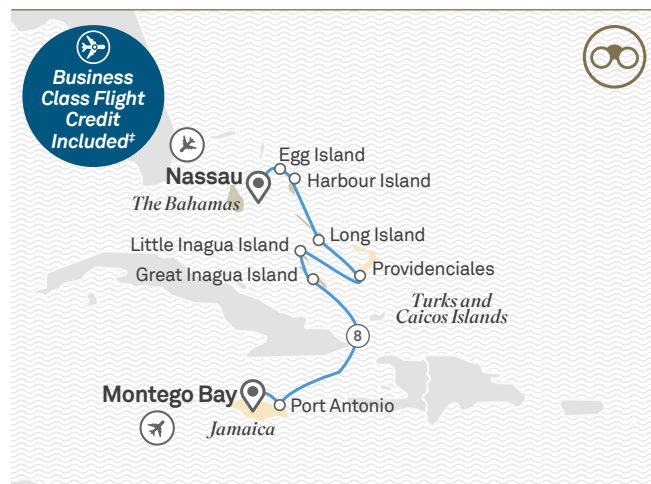 Business
Class Flight
Credit
Included‡
Egg Island
Nassau
Harbour Island
The Bahamas
Long Island
Little Inagua Island
Providenciales
Great Inagua Island
Turks and
Caicos Islands
8
Montego Bay
Port Antonio
Jamaica